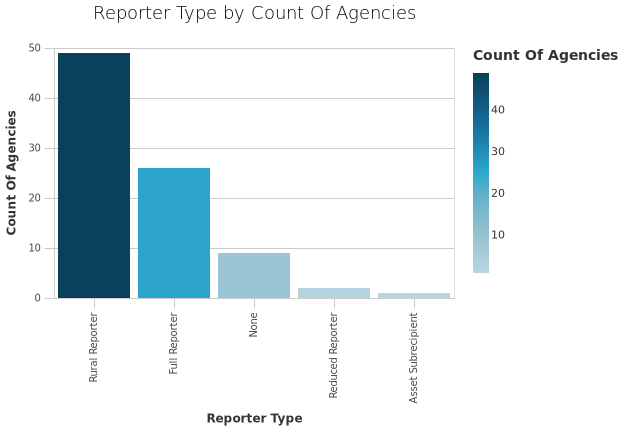 Reporter Type by Count Of Agencies
Count Of Agencies
50
40
30
20
10
0
Count Of Agencies
40
30
20
10
Rural Reporter
Full Reporter
None
Reduced Reporter
Asset Subrecipient
Reporter Type